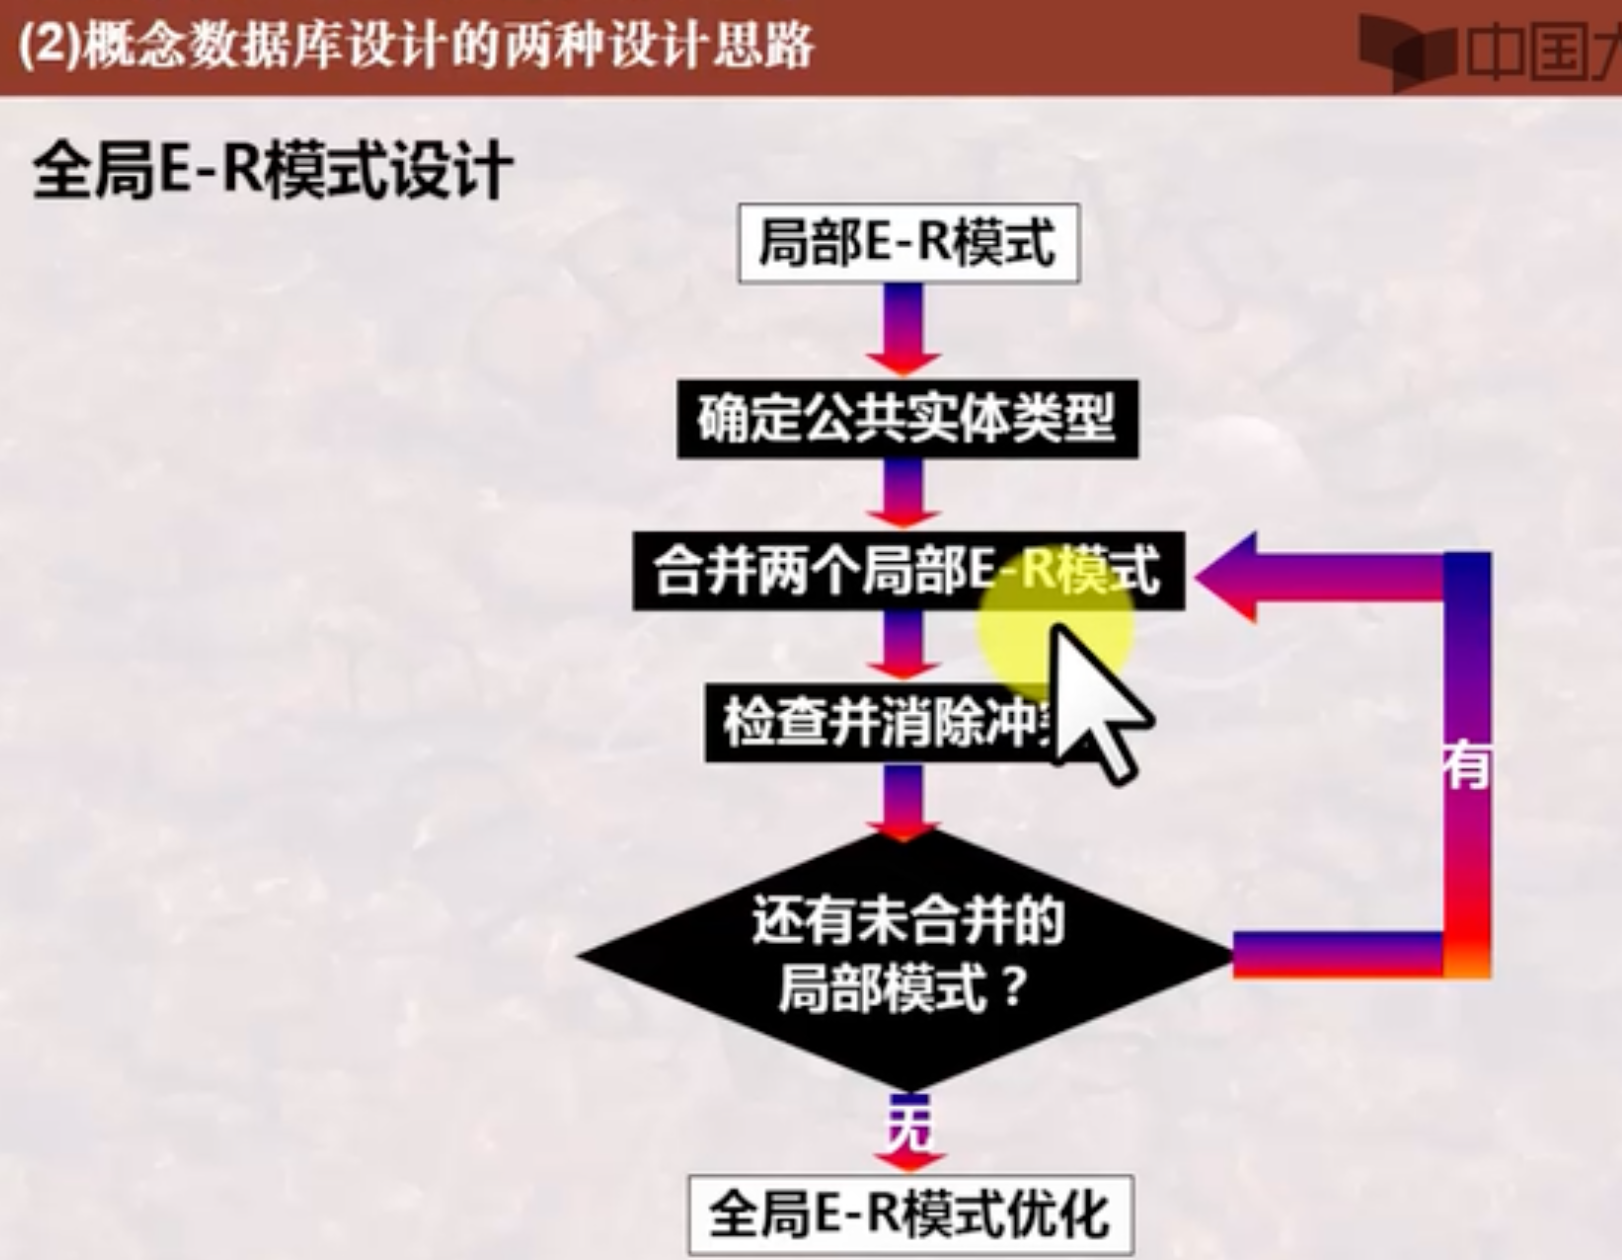 (2)概念数据库设计的两种设计思路
中国
全局E-R模式设计
局部E-R模式
确定公共实体类型
合并两个局部E-R模式
检查并消除冲
有
还有未合并的
局部模式？
无
全局E-R模式优化